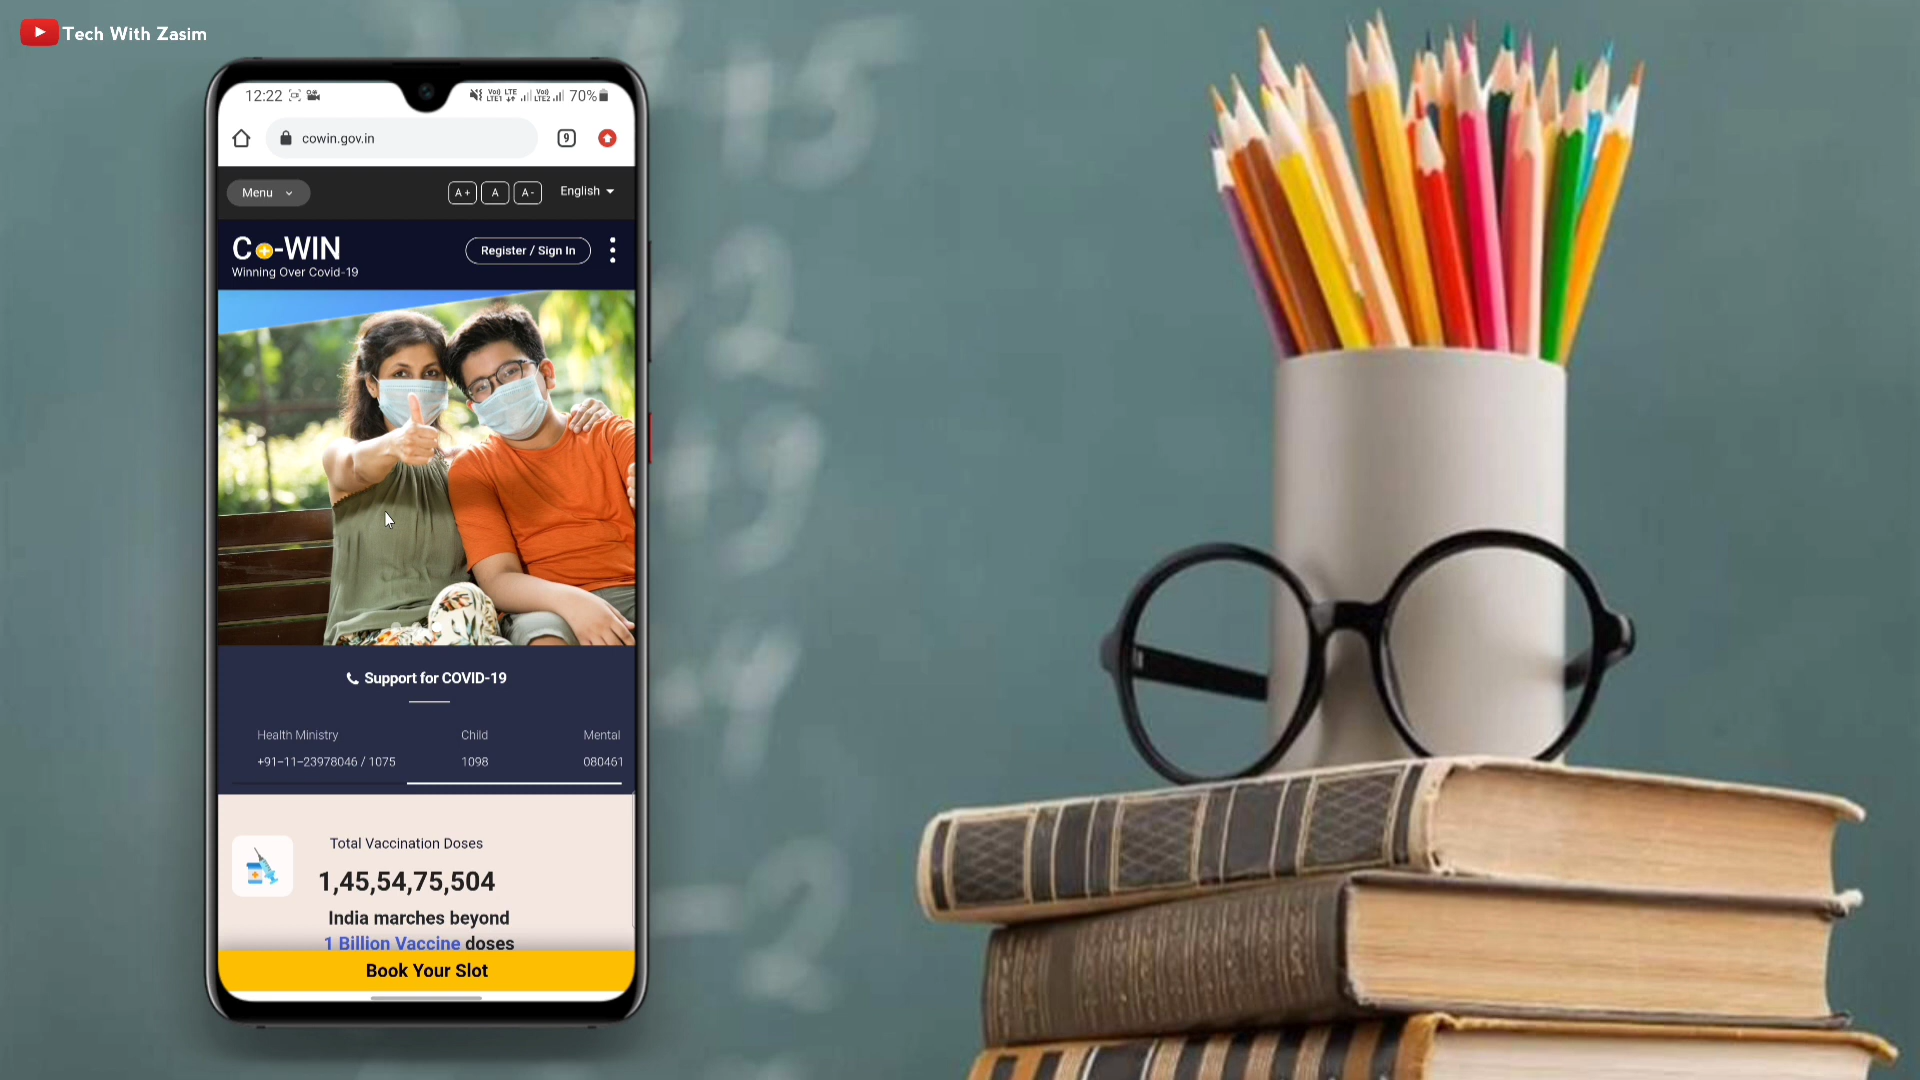 Tech With Zasim
12:22 70%
cowin.gov.in 9
Menu A+ A A- English
Co-WIN
Register / Sign In
Winning Over Covid-19
Support for COVID-19
Health Ministry Child Mental
+91-11-23978046 / 1075 1098 080461
Total Vaccination Doses
1,45,54,75,504
India marches beyond
1 Billion Vaccine doses
Book Your Slot